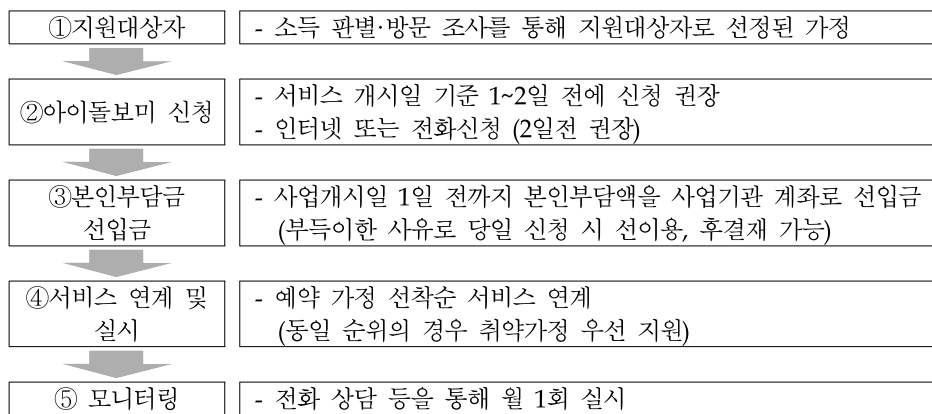 ①지원대상자
- 소득 판별·방문 조사를 통해 지원대상자로 선정된 가정
②아이돌보미 신청
- 서비스 개시일 기준 1~2일 전에 신청 권장
- 인터넷 또는 전화신청 (2일전 권장)
③본인부담금
선입금
- 사업개시일 1일 전까지 본인부담액을 사업기관 계좌로 선입금
(부득이한 사유로 당일 신청 시 선이용, 후결재 가능)
④서비스 연계 및
실시
- 예약 가정 선착순 서비스 연계
(동일 순위의 경우 취약가정 우선 지원)
⑤ 모니터링
- 전화 상담 등을 통해 월 1회 실시